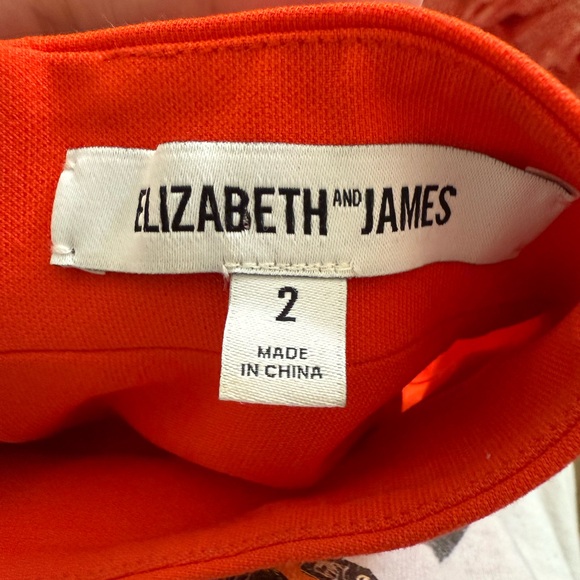 ELIZABETH AND JAMES
2
MADE
IN CHINA